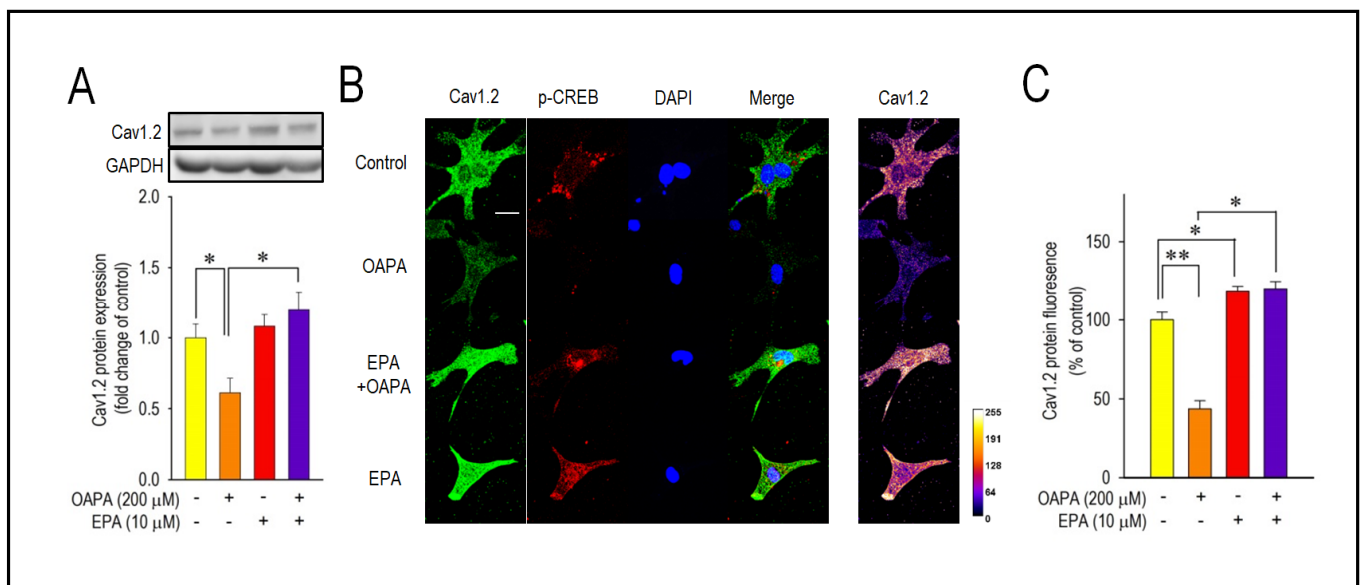 A
Cav1.2
GAPDH
2.0
1.5
1.0
0.5
0.0
Cav1.2 protein expression
(fold change of control)
* *
OAPA (200 μM) - + - +
EPA (10 μM) - - + +
B
Cav1.2 p-CREB DAPI Merge Cav1.2
Control
OAPA
EPA
+OAPA
EPA
255
191
128
64
0
C
150
100
50
0
Cav1.2 protein fluoresence
(% of control)
*
*
**
OAPA (200 μM) - + - +
EPA (10 μM) - - + +